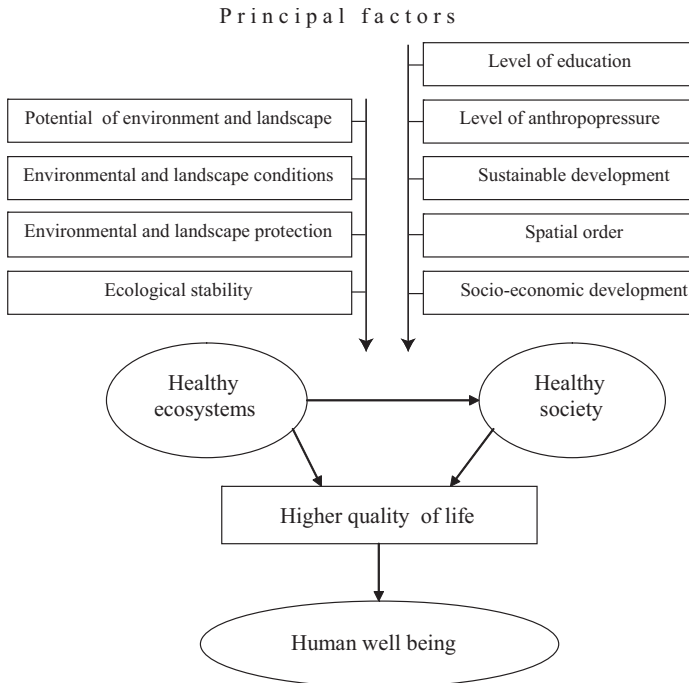 Principal factors
Level of education
Potential of environment and landscape
Level of anthropopressure
Environmental and landscape conditions
Sustainable development
Environmental and landscape protection
Spatial order
Ecological stability
Socio-economic development
Healthy
ecosystems
Healthy
society
Higher quality of life
Human well being